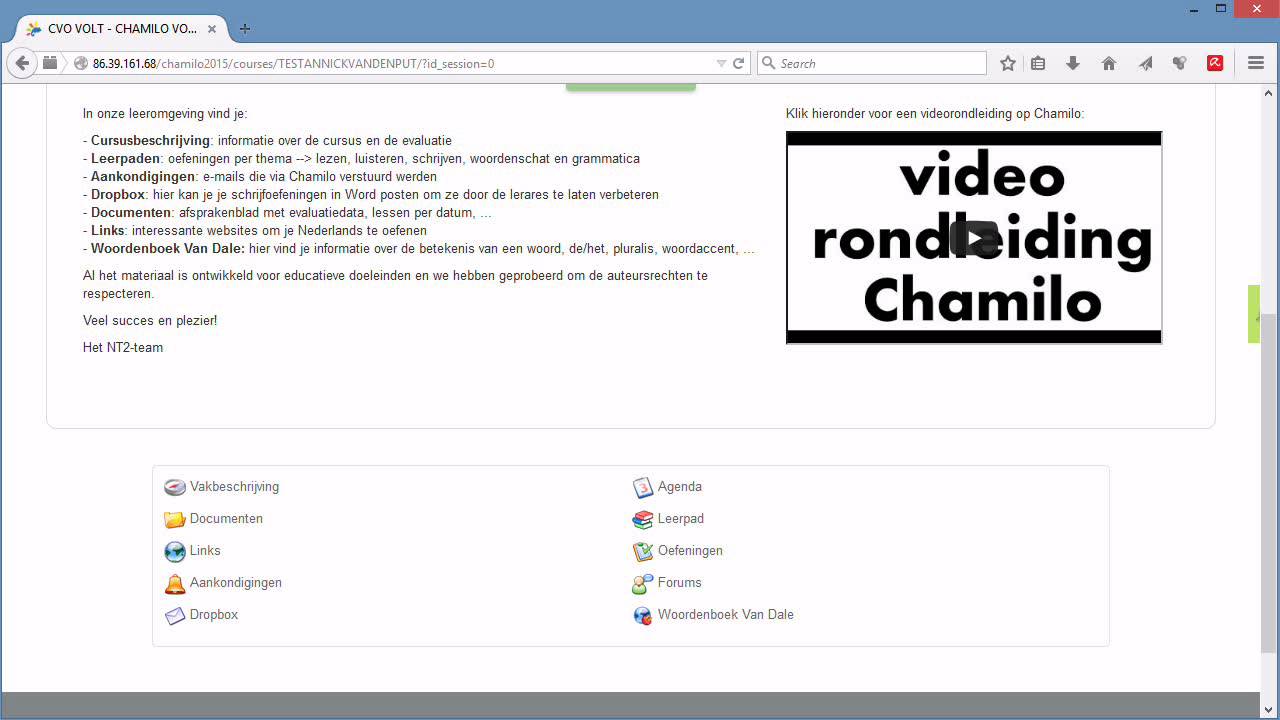 CVO VOLT - CHAMILO VO...
86.39.161.68/chamilo2015/courses/TESTANNICKVANDENPUT/?id_session=0
Search
In onze leeromgeving vind je:
- Cursusbeschrijving: informatie over de cursus en de evaluatie
- Leerpaden: oefeningen per thema --> lezen, luisteren, schrijven, woordenschat en grammatica
- Aankondigingen: e-mails die via Chamilo verstuurd werden
- Dropbox: hier kan je je schrijfoefeningen in Word posten om ze door de lerares te laten verbeteren
- Documenten: afsprakenblad met evaluatiedata, lessen per datum, ...
- Links: interessante websites om je Nederlands te oefenen
- Woordenboek Van Dale: hier vind je informatie over de betekenis van een woord, de/het, pluralis, woordaccent, ...
Al het materiaal is ontwikkeld voor educatieve doeleinden en we hebben geprobeerd om de auteursrechten te
respecteren.
Veel succes en plezier!
Het NT2-team
Klik hieronder voor een videorondleiding op Chamilo:
video
rondleiding
Chamilo
Vakbeschrijving
Documenten
Links
Aankondigingen
Dropbox
Agenda
Leerpad
Oefeningen
Forums
Woordenboek Van Dale